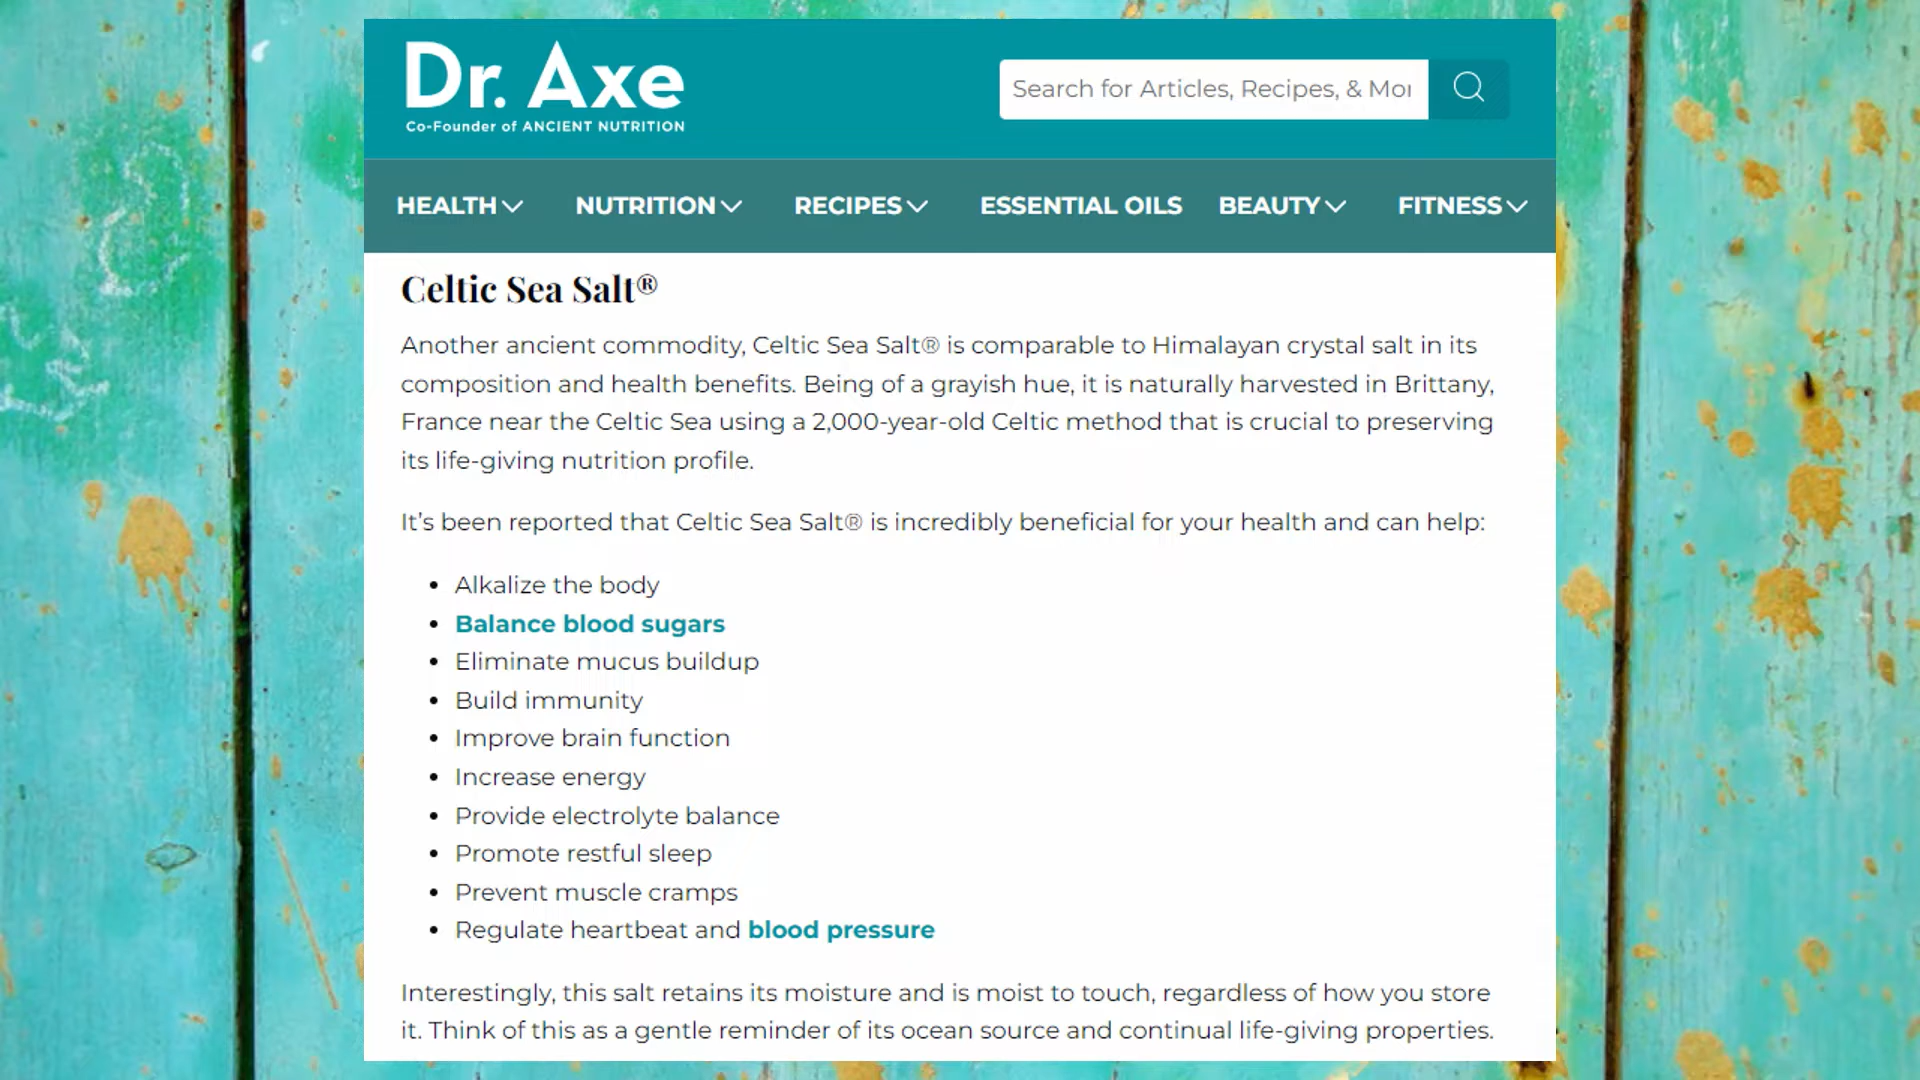 Dr. Axe
Co-Founder of ANCIENT NUTRITION
Search for Articles, Recipes, & Mor
HEALTH NUTRITION RECIPES ESSENTIAL OILS BEAUTY FITNESS
Celtic Sea Salt®
Another ancient commodity, Celtic Sea Salt® is comparable to Himalayan crystal salt in its
composition and health benefits. Being of a grayish hue, it is naturally harvested in Brittany,
France near the Celtic Sea using a 2,000-year-old Celtic method that is crucial to preserving
its life-giving nutrition profile.
It’s been reported that Celtic Sea Salt® is incredibly beneficial for your health and can help:
• Alkalize the body
• Balance blood sugars
• Eliminate mucus buildup
• Build immunity
• Improve brain function
• Increase energy
• Provide electrolyte balance
• Promote restful sleep
• Prevent muscle cramps
• Regulate heartbeat and blood pressure
Interestingly, this salt retains its moisture and is moist to touch, regardless of how you store
it. Think of this as a gentle reminder of its ocean source and continual life-giving properties.